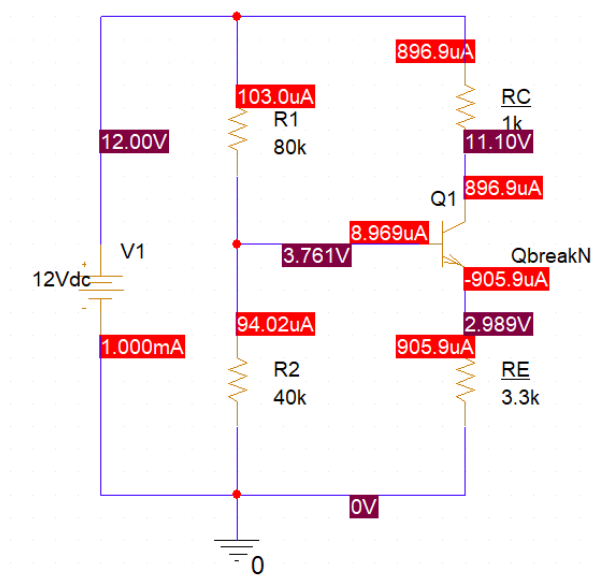 896.9uA
103.0uA
R1
80k
RC
1k
12.00V
11.10V
896.9uA
Q1
8.969uA
3.761V
QbreakN
V1
+
12Vdc
-
-905.9uA
94.02uA
2.989V
1.000mA
905.9uA
R2
40k
RE
3.3k
0V
0